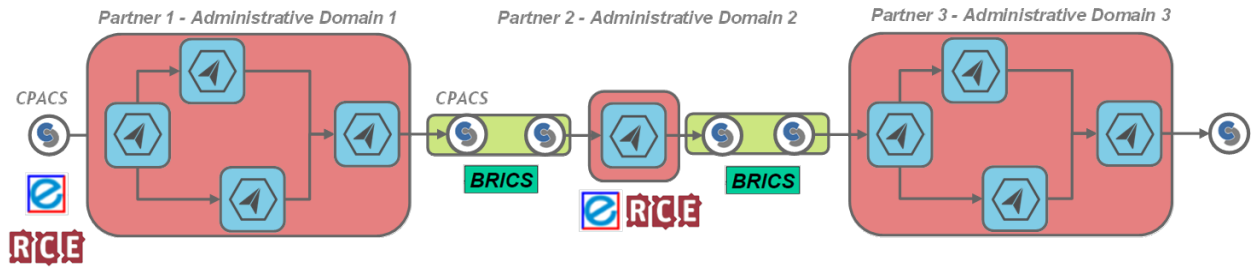 Partner 1 - Administrative Domain 1
Partner 2 - Administrative Domain 2
Partner 3 - Administrative Domain 3
CPACS
CPACS
BRICS
BRICS
e
RCE
e
RCE